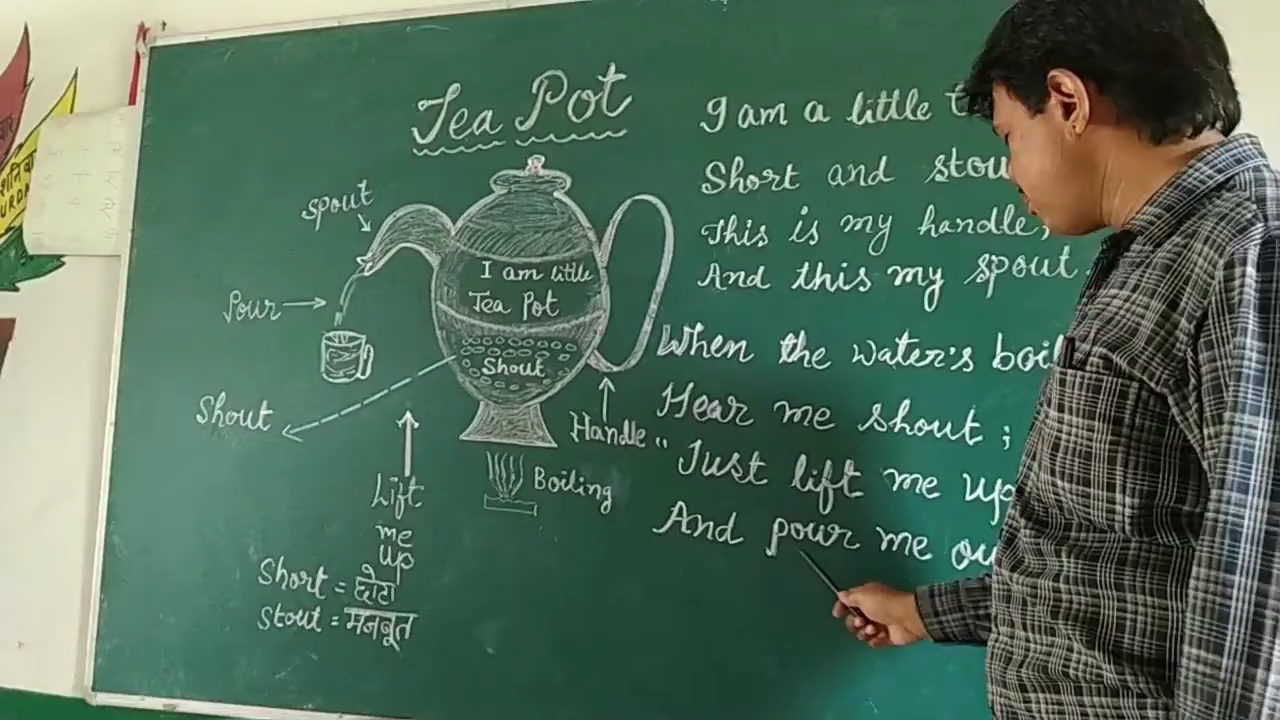 Tea Pot
spout
Pour
I am little
Tea Pot
Shout
Shout
Handle
Boiling
Lift
me
up
Short = छोटा
Stout = मजबूत
I am a little
Short and stou
This is my handle,
And this my spout.
When the water's boil
Hear me shout ;
"Just lift me up
And pour me ou
शनि
URDA